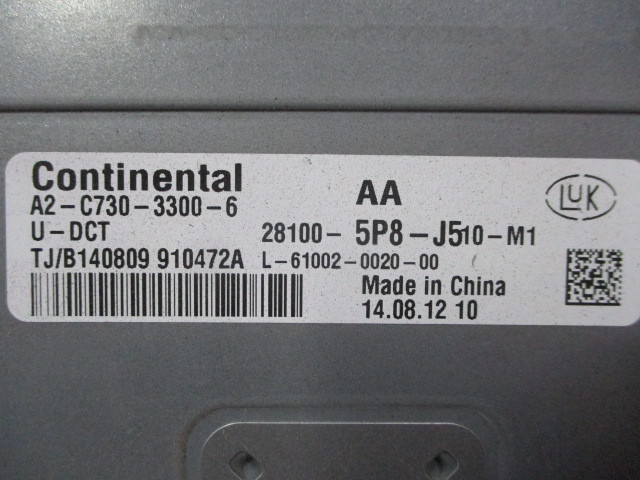 Continental
AA
LuK
A2-C730-3300-6
U-DCT
28100-5P8-J510-M1
TJ/B140809 910472A
L-61002-0020-00
Made in China
14.08.12 10